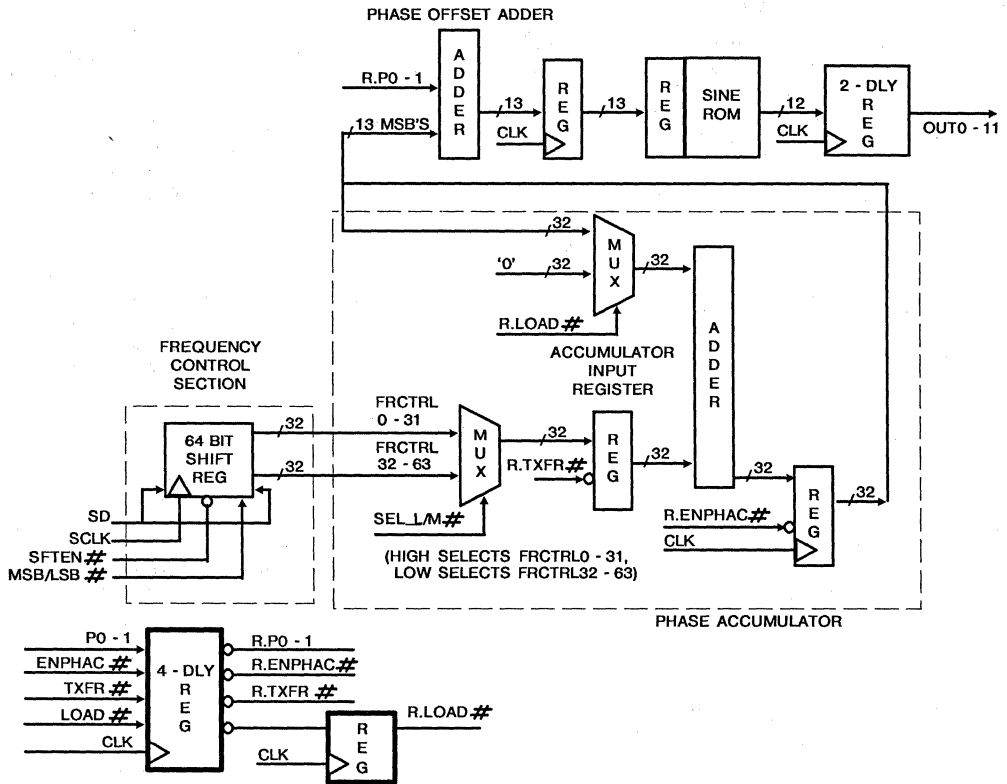 PHASE OFFSET ADDER
ADDER
R.P0 - 1
13 MSB'S
13
CLK
REG
13
REG
SINE
ROM
12
CLK
2 - DLY
REG
OUT0 - 11
32
'0'
32
MUX
32
R.LOAD#
ADDER
ACCUMULATOR
INPUT
REGISTER
FREQUENCY
CONTROL
SECTION
64 BIT
SHIFT
REG
32
32
FRCTRL
0 - 31
FRCTRL
32 - 63
MUX
32
R.TXFR#
REG
32
32
R.ENPHAC#
CLK
REG
32
SD
SCLK
SFTEN#
MSB/LSB#
SEL_L/M#
(HIGH SELECTS FRCTRL0 - 31,
LOW SELECTS FRCTRL32 - 63)
PHASE ACCUMULATOR
P0 - 1
ENPHAC#
TXFR#
LOAD#
CLK
4 - DLY
REG
R.P0 - 1
R.ENPHAC#
R.TXFR#
CLK
REG
R.LOAD#